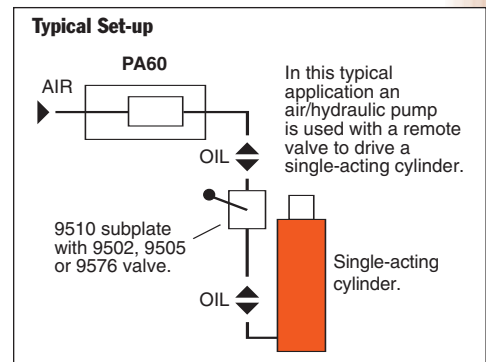 Typical Set-up
PA60
AIR
In this typical
application an
air/hydraulic pump
is used with a remote
valve to drive a
single-acting cylinder.
OIL
9510 subplate
with 9502, 9505
or 9576 valve.
Single-acting
cylinder.
OIL